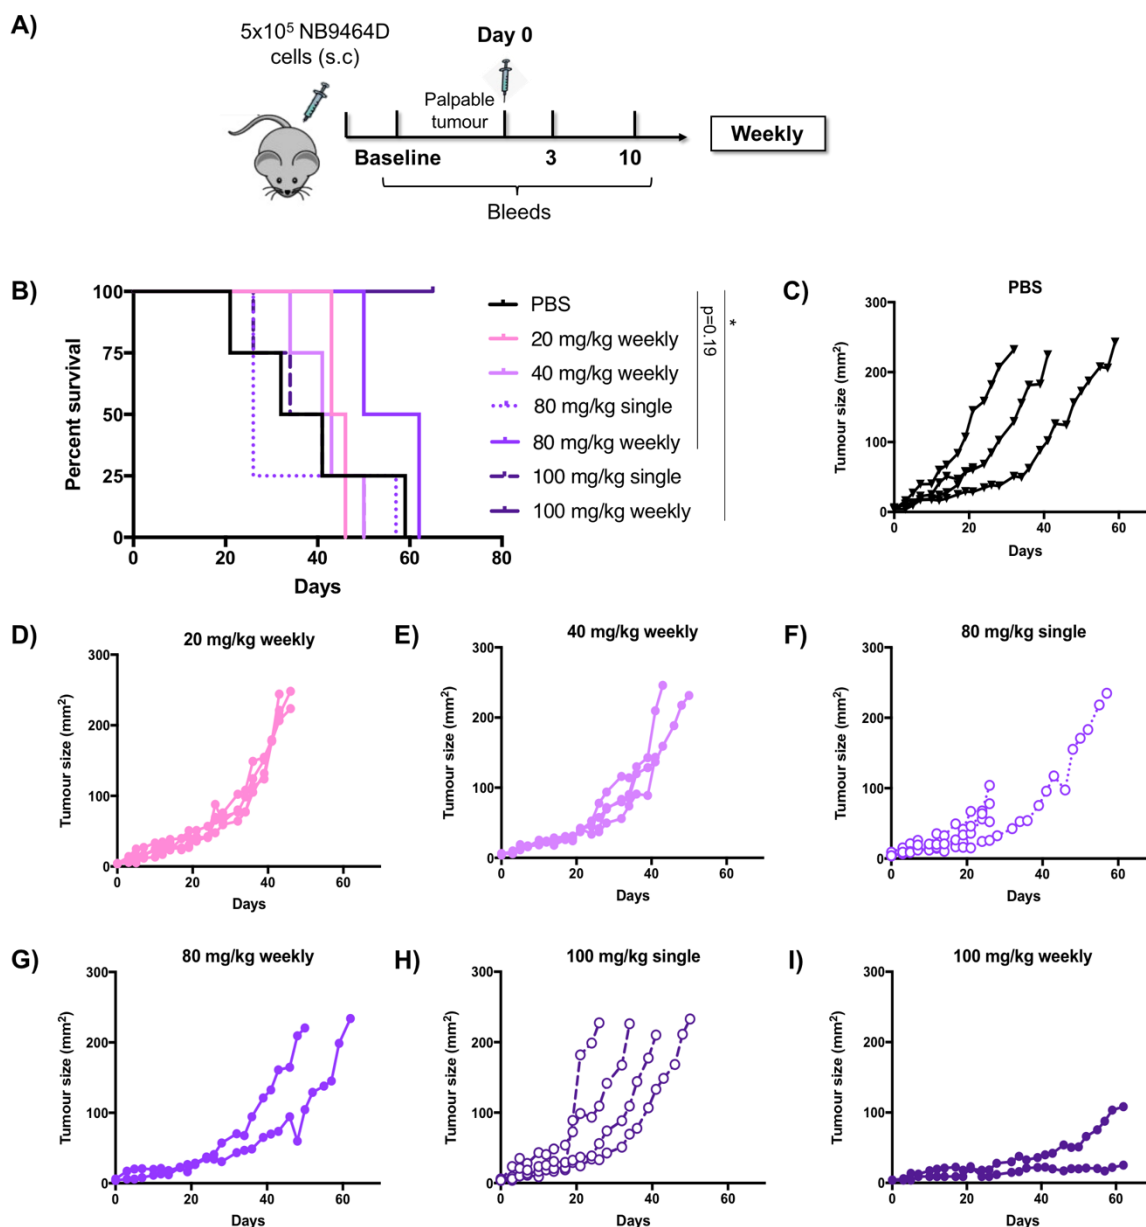 A)
5x10⁵ NB9464D
cells (s.c)
Day 0
Palpable
tumour
Weekly
Baseline
3
10
Bleeds
B)
100
75
50
25
0
Percent survival
0
20
40
60
80
Days
PBS
20 mg/kg weekly
40 mg/kg weekly
80 mg/kg single
80 mg/kg weekly
100 mg/kg single
100 mg/kg weekly
p=0.19
*
C)
PBS
300
200
100
0
Tumour size (mm²)
0
20
40
60
Days
D)
20 mg/kg weekly
300
200
100
0
Tumour size (mm²)
0
20
40
60
Days
E)
40 mg/kg weekly
300
200
100
0
Tumour size (mm²)
0
20
40
60
Days
F)
80 mg/kg single
300
200
100
0
Tumour size (mm²)
0
20
40
60
Days
G)
80 mg/kg weekly
300
200
100
0
Tumour size (mm²)
0
20
40
60
Days
H)
100 mg/kg single
300
200
100
0
Tumour size (mm²)
0
20
40
60
Days
I)
100 mg/kg weekly
300
200
100
0
Tumour size (mm²)
0
20
40
60
Days